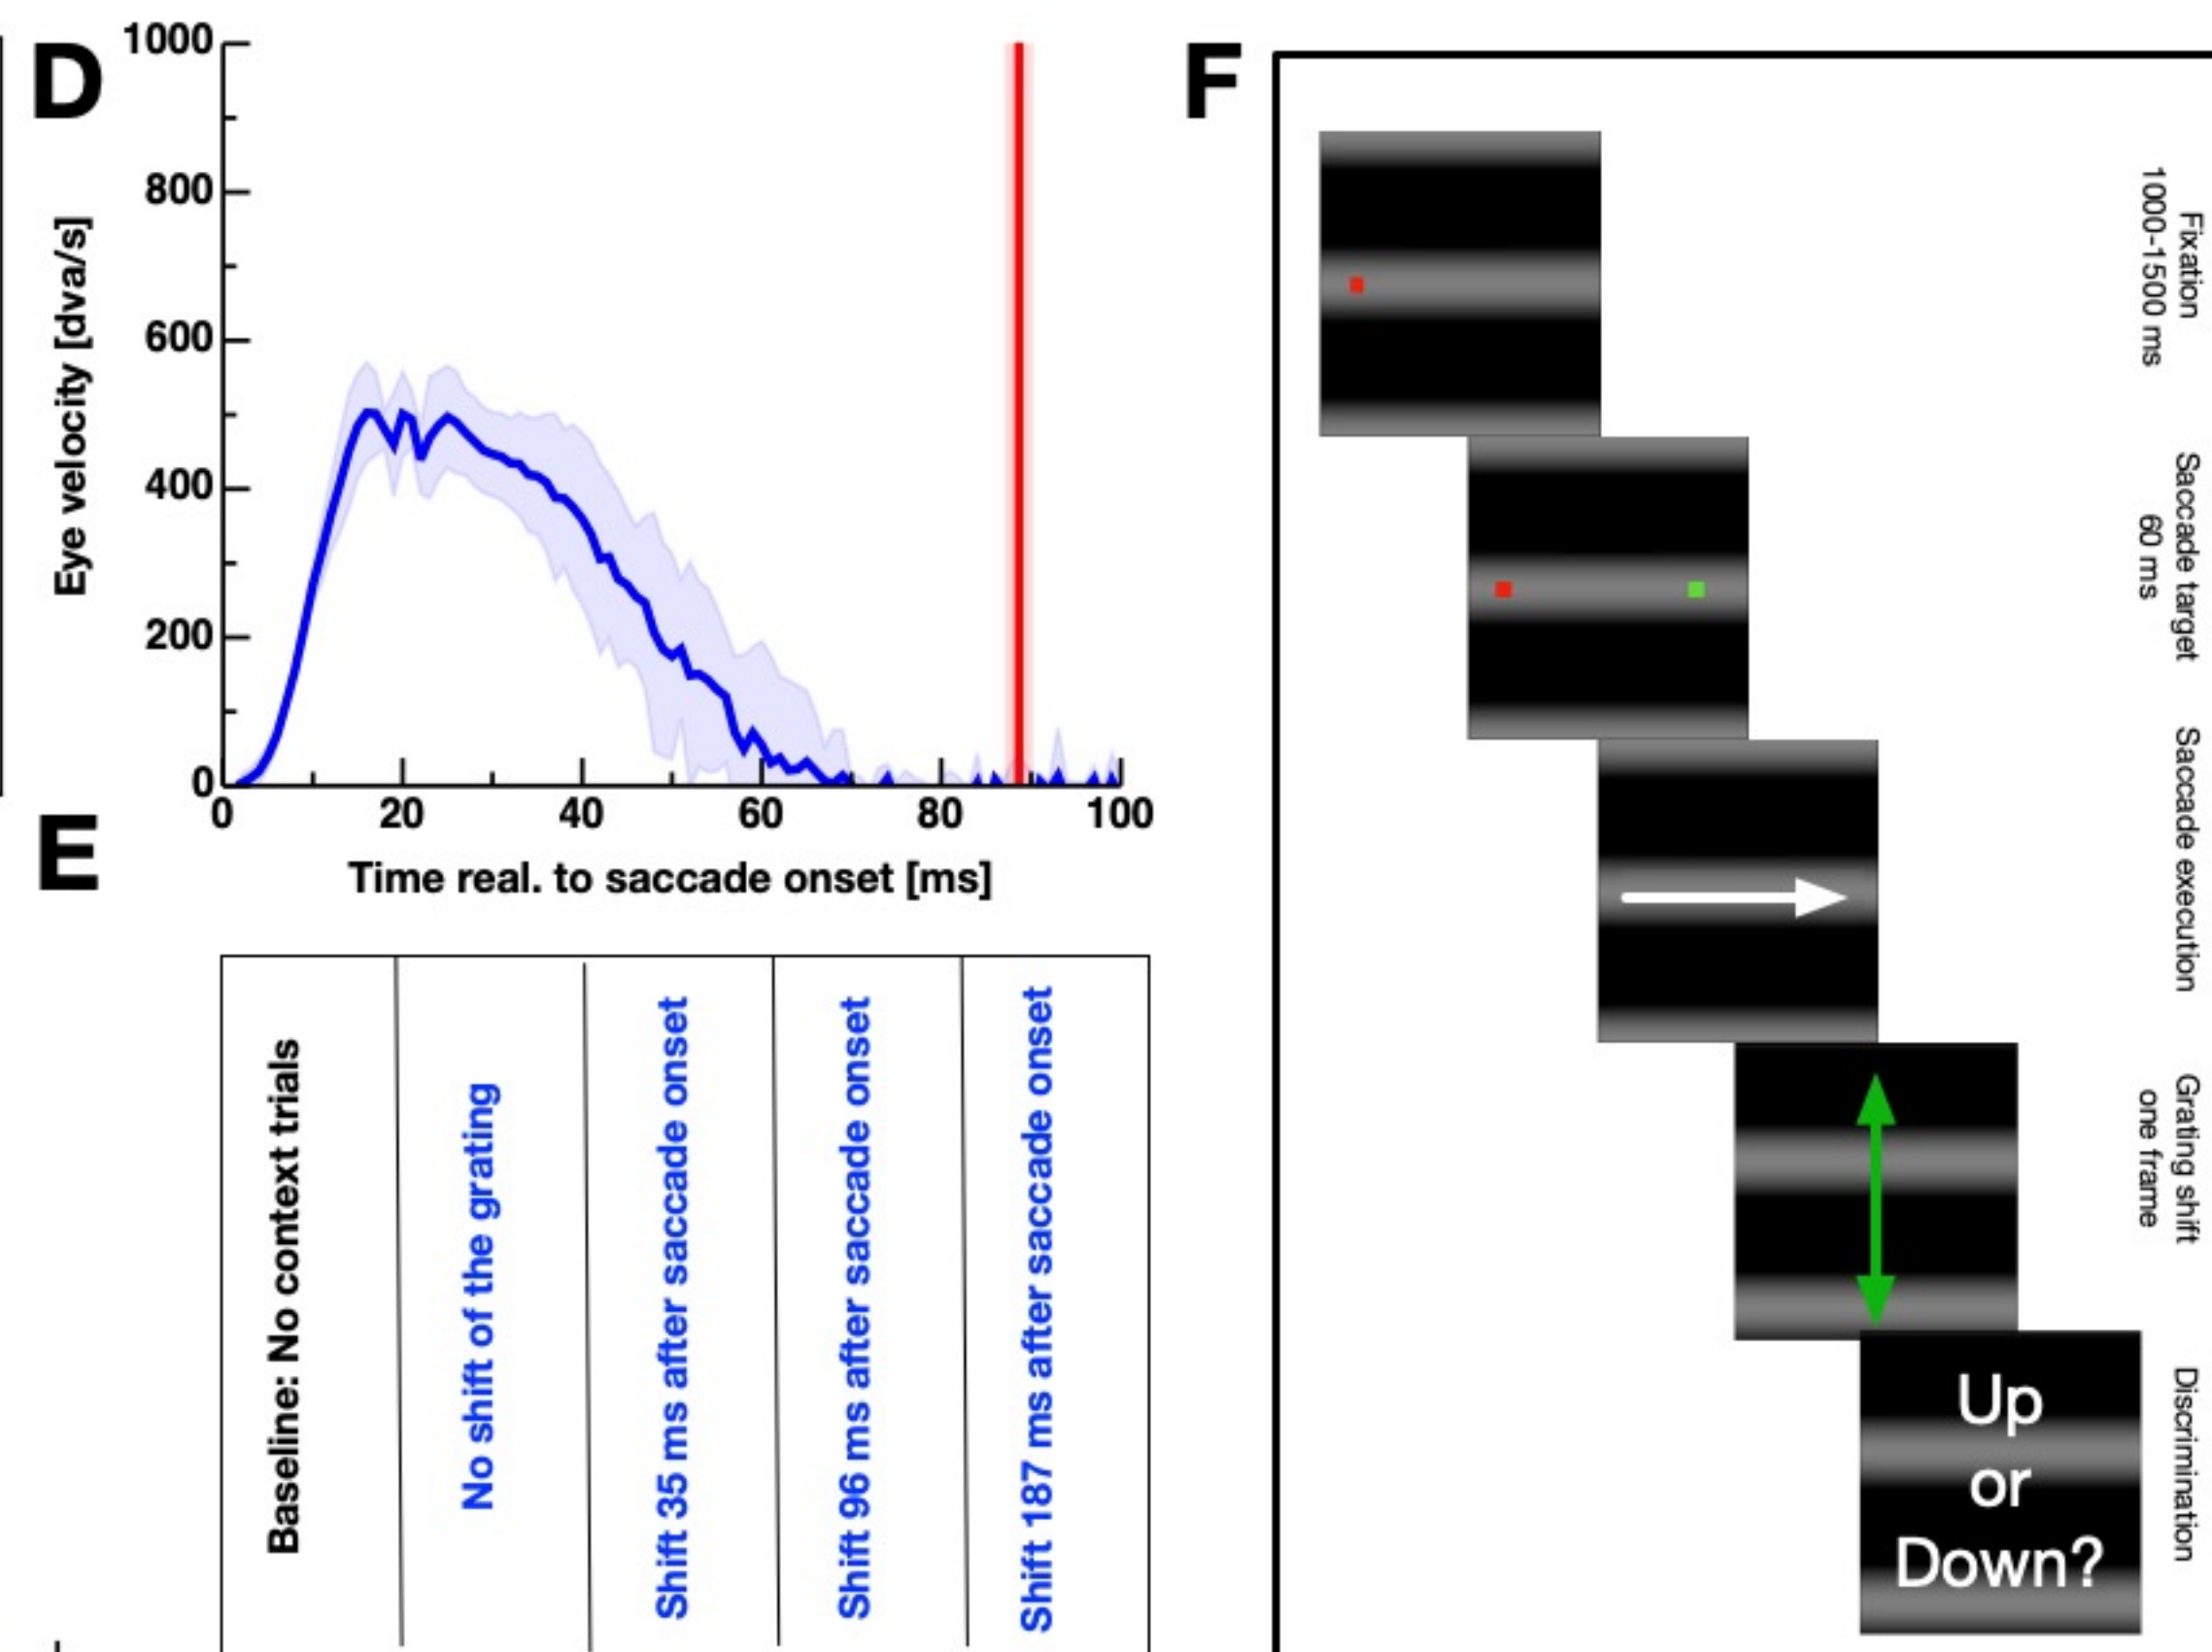 D
1000
800
600
400
200
0
Eye velocity [dva/s]
0 20 40 60 80 100
Time real. to saccade onset [ms]
E
Baseline: No context trials
No shift of the grating
Shift 35 ms after saccade onset
Shift 96 ms after saccade onset
Shift 187 ms after saccade onset
F
Fixation
1000-1500 ms
Saccade target
60 ms
Saccade execution
Grating shift
one frame
Discrimination
Up
or
Down?